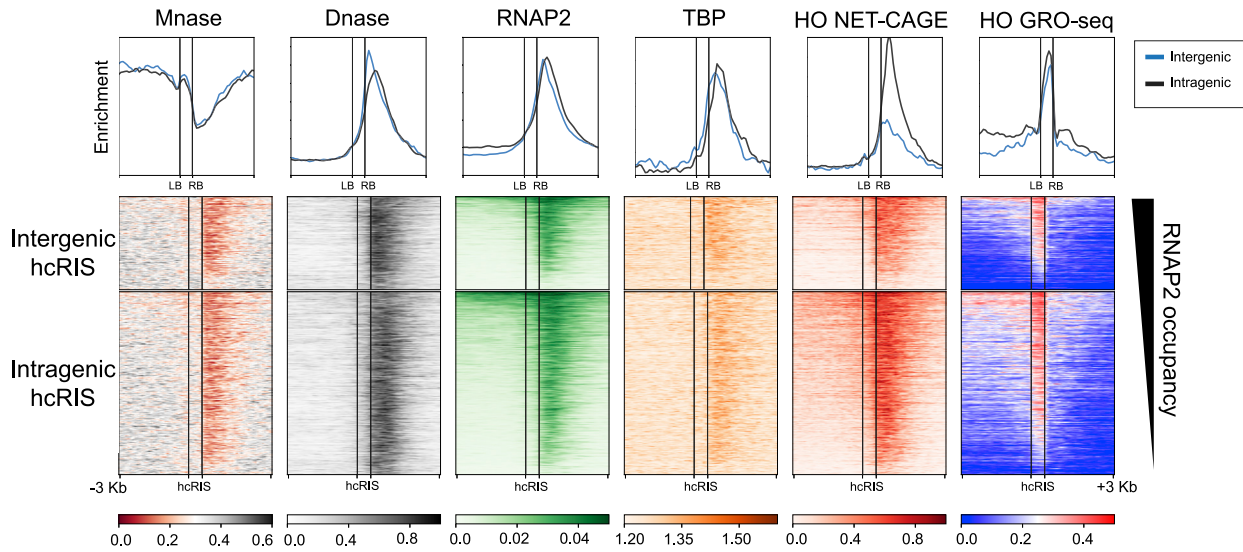 Mnase Dnase RNAP2 TBP HO NET-CAGE HO GRO-seq
Enrichment
Intergenic
Intragenic
LB RB LB RB LB RB LB RB LB RB LB RB
Intergenic
hcRIS
Intragenic
hcRIS
RNAP2 occupancy
-3 Kb hcRIS hcRIS hcRIS hcRIS hcRIS hcRIS +3 Kb
0.0 0.2 0.4 0.6 0.0 0.4 0.8 0.0 0.02 0.04 1.20 1.35 1.50 0.0 0.4 0.8 0.0 0.2 0.4